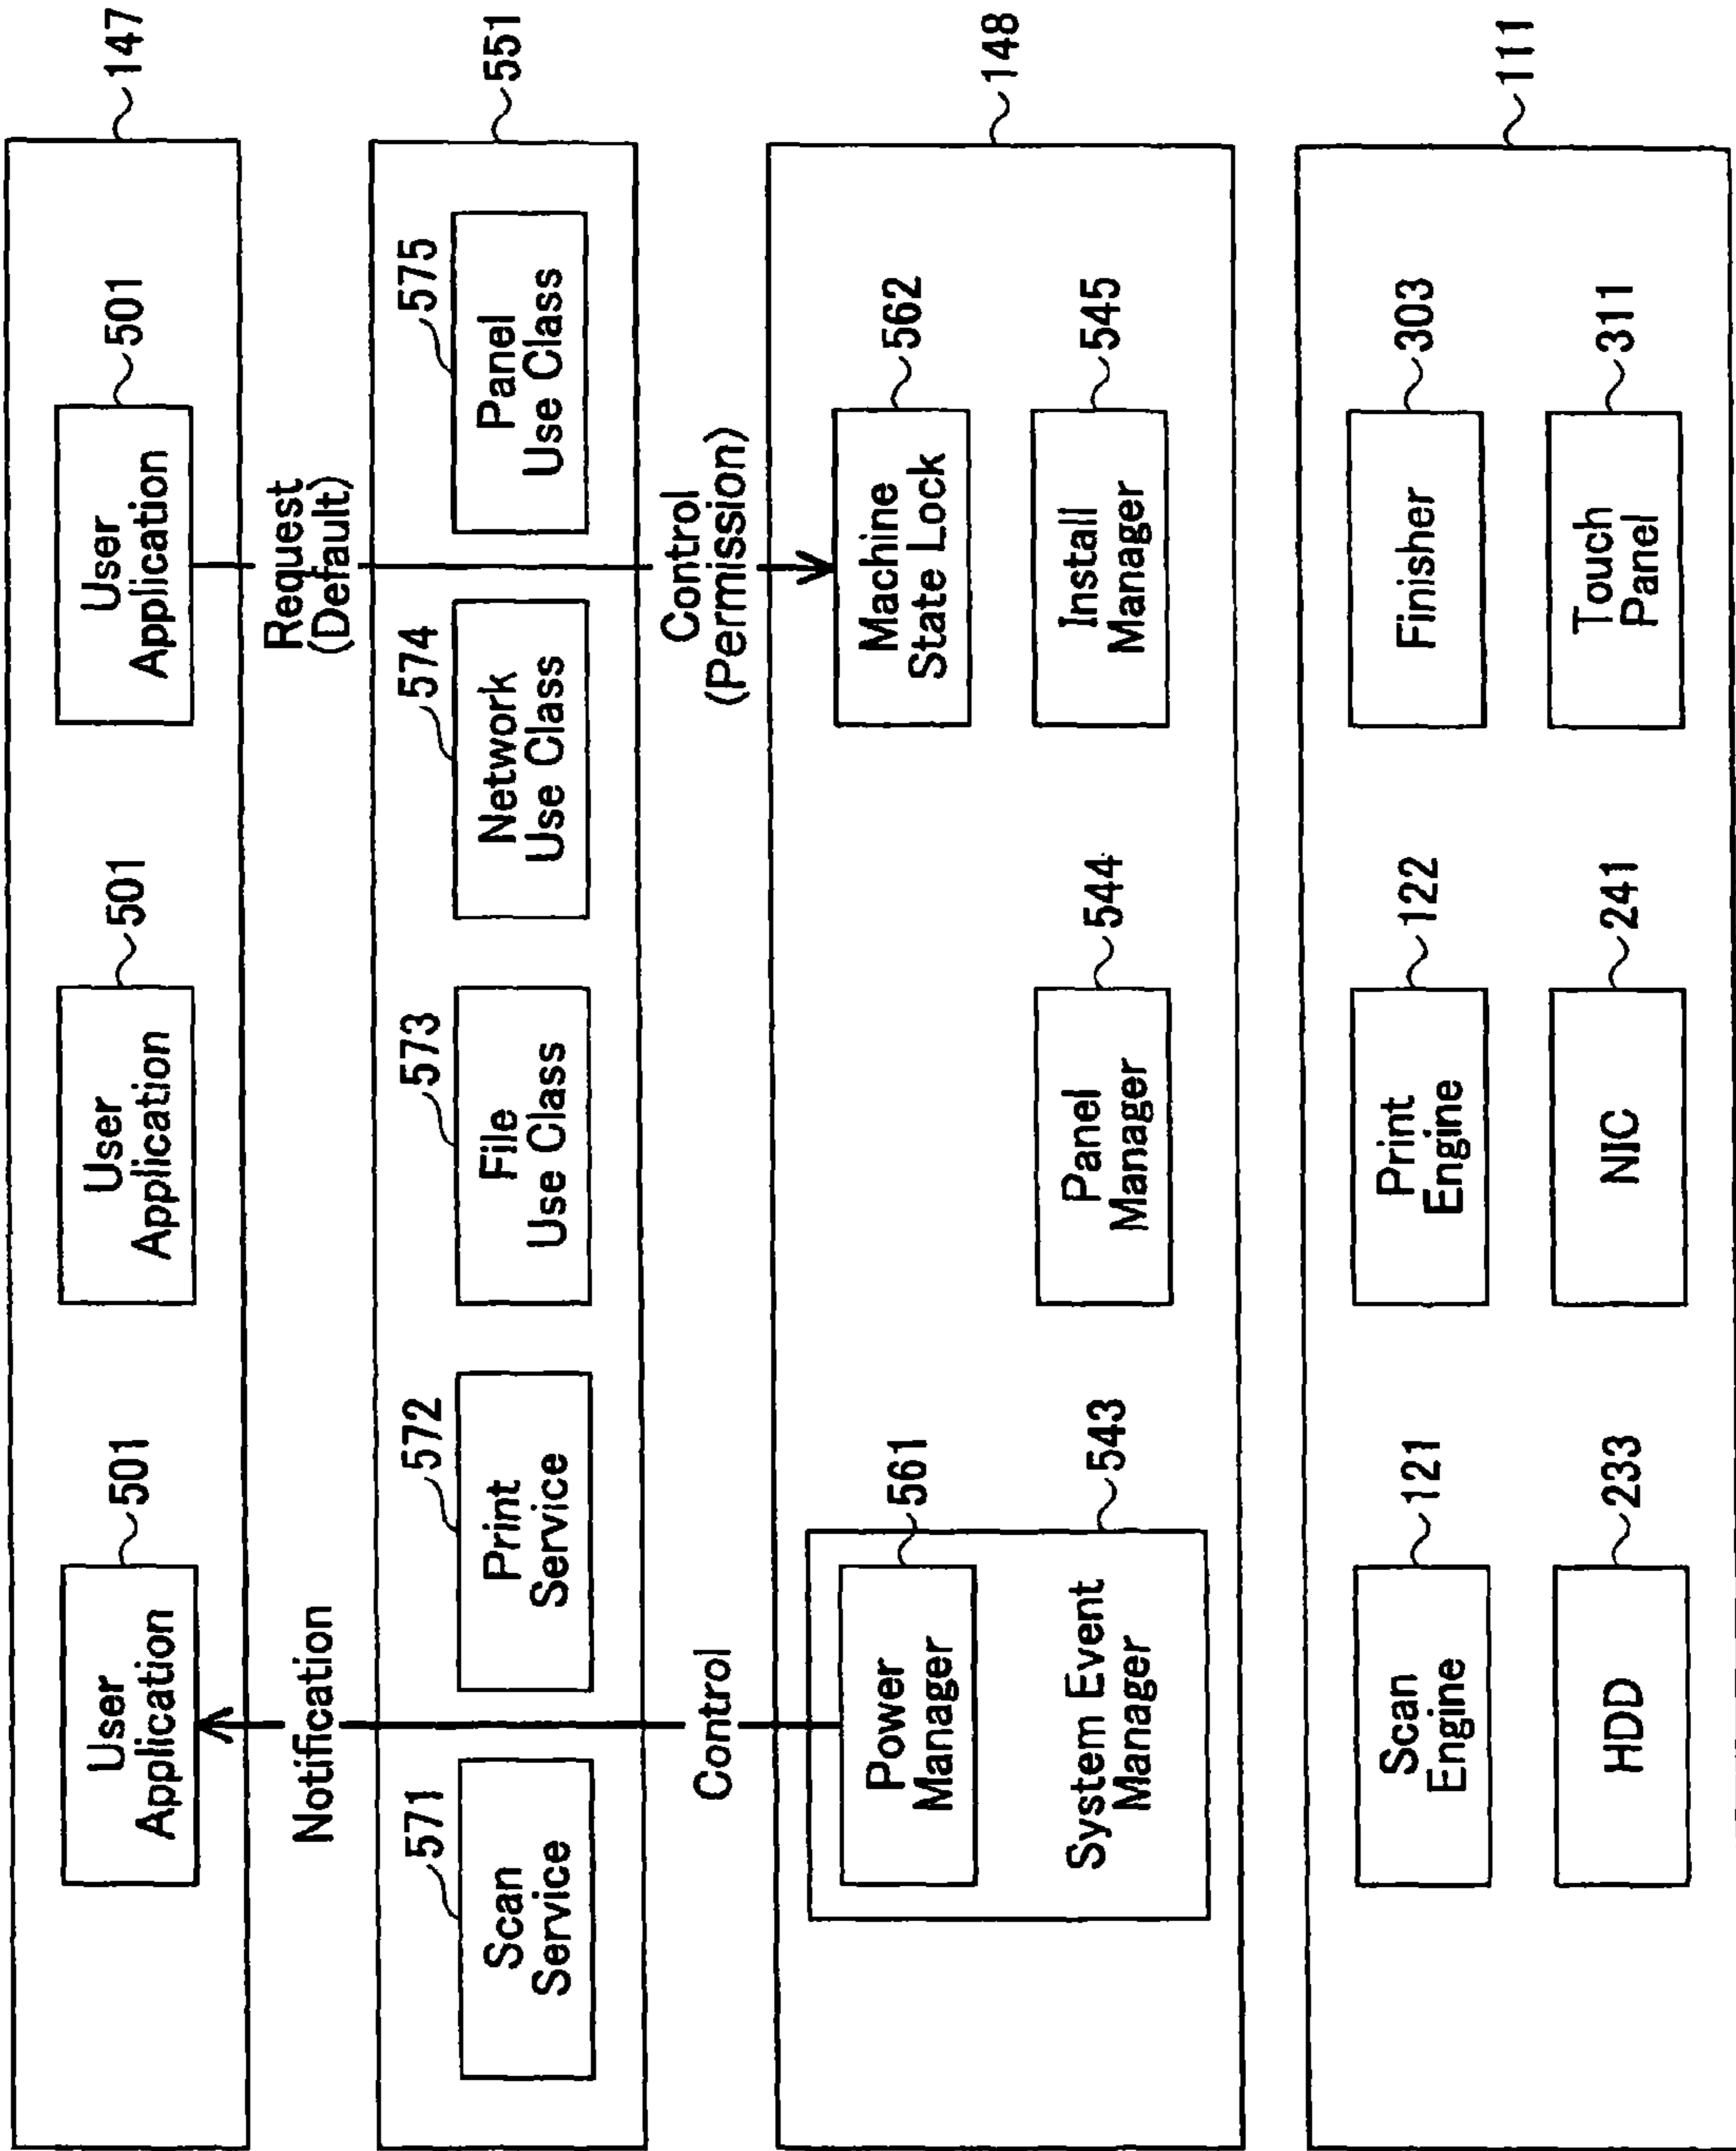 147
501
501
501
User
Application
User
Application
User
Application
Notification
Request
(Default)
551
571
572
573
574
575
Scan
Service
Print
Service
File
Use Class
Network
Use Class
Panel
Use Class
Control
Control
(Permission)
148
561
562
Power
Manager
Machine
State Lock
543
544
545
System Event
Manager
Panel
Manager
Install
Manager
111
121
122
303
Scan
Engine
Print
Engine
Finisher
233
241
311
HDD
NIC
Touch
Panel